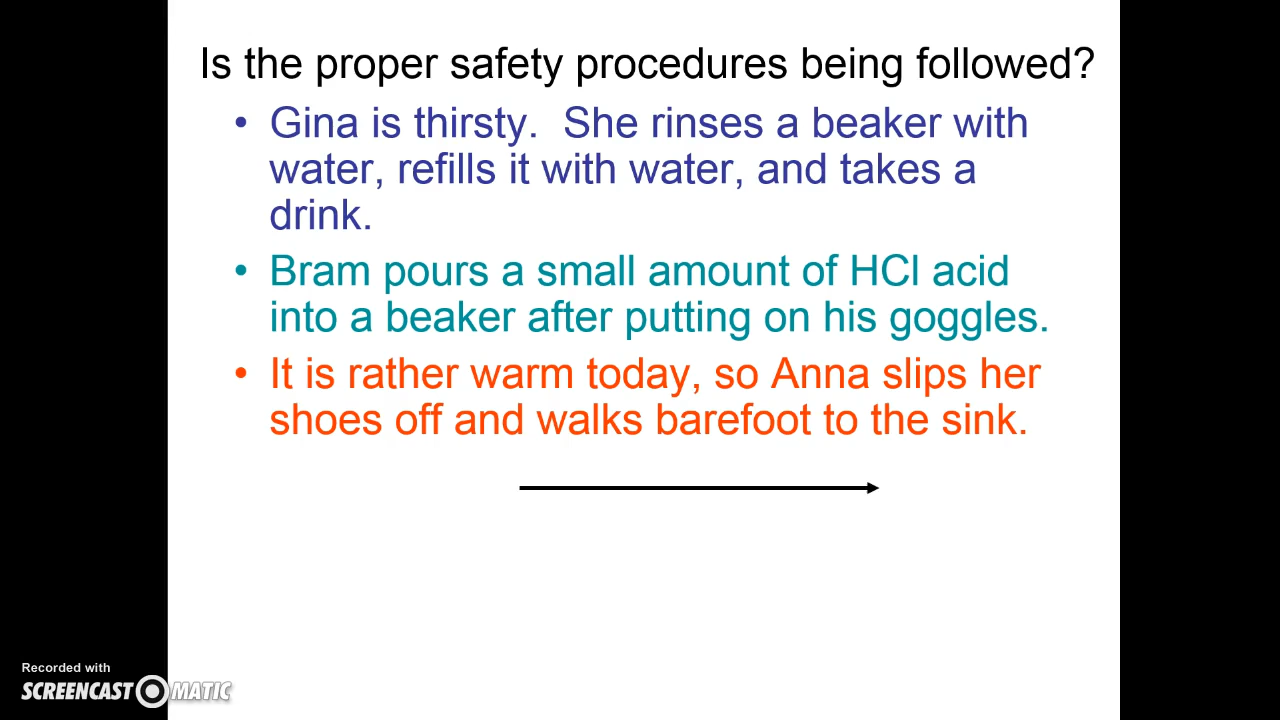 Is the proper safety procedures being followed?
• Gina is thirsty.  She rinses a beaker with
water, refills it with water, and takes a
drink.
• Bram pours a small amount of HCl acid
into a beaker after putting on his goggles.
• It is rather warm today, so Anna slips her
shoes off and walks barefoot to the sink.
Recorded with
SCREENCAST MATIC